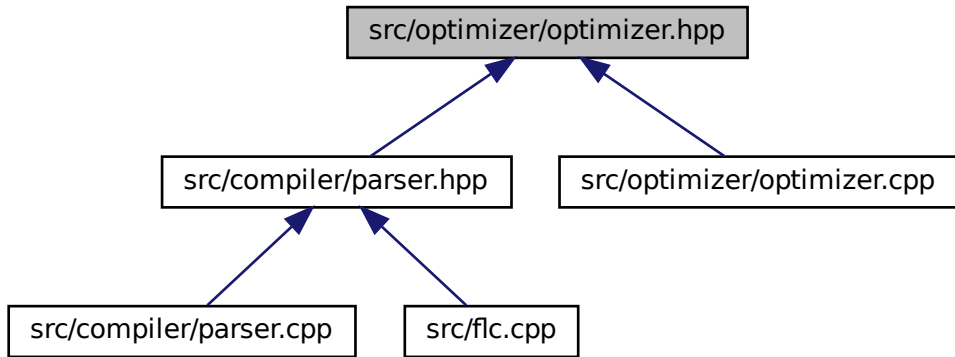 src/optimizer/optimizer.hpp
src/compiler/parser.hpp
src/optimizer/optimizer.cpp
src/compiler/parser.cpp
src/flc.cpp